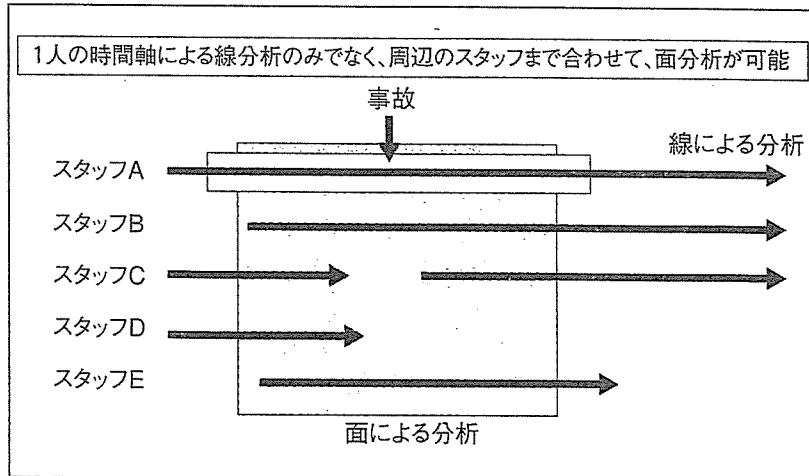 1人の時間軸による線分析のみでなく、周辺のスタッフまで合わせて、面分析が可能
事故
線による分析
スタッフA
スタッフB
スタッフC
スタッフD
スタッフE
面による分析